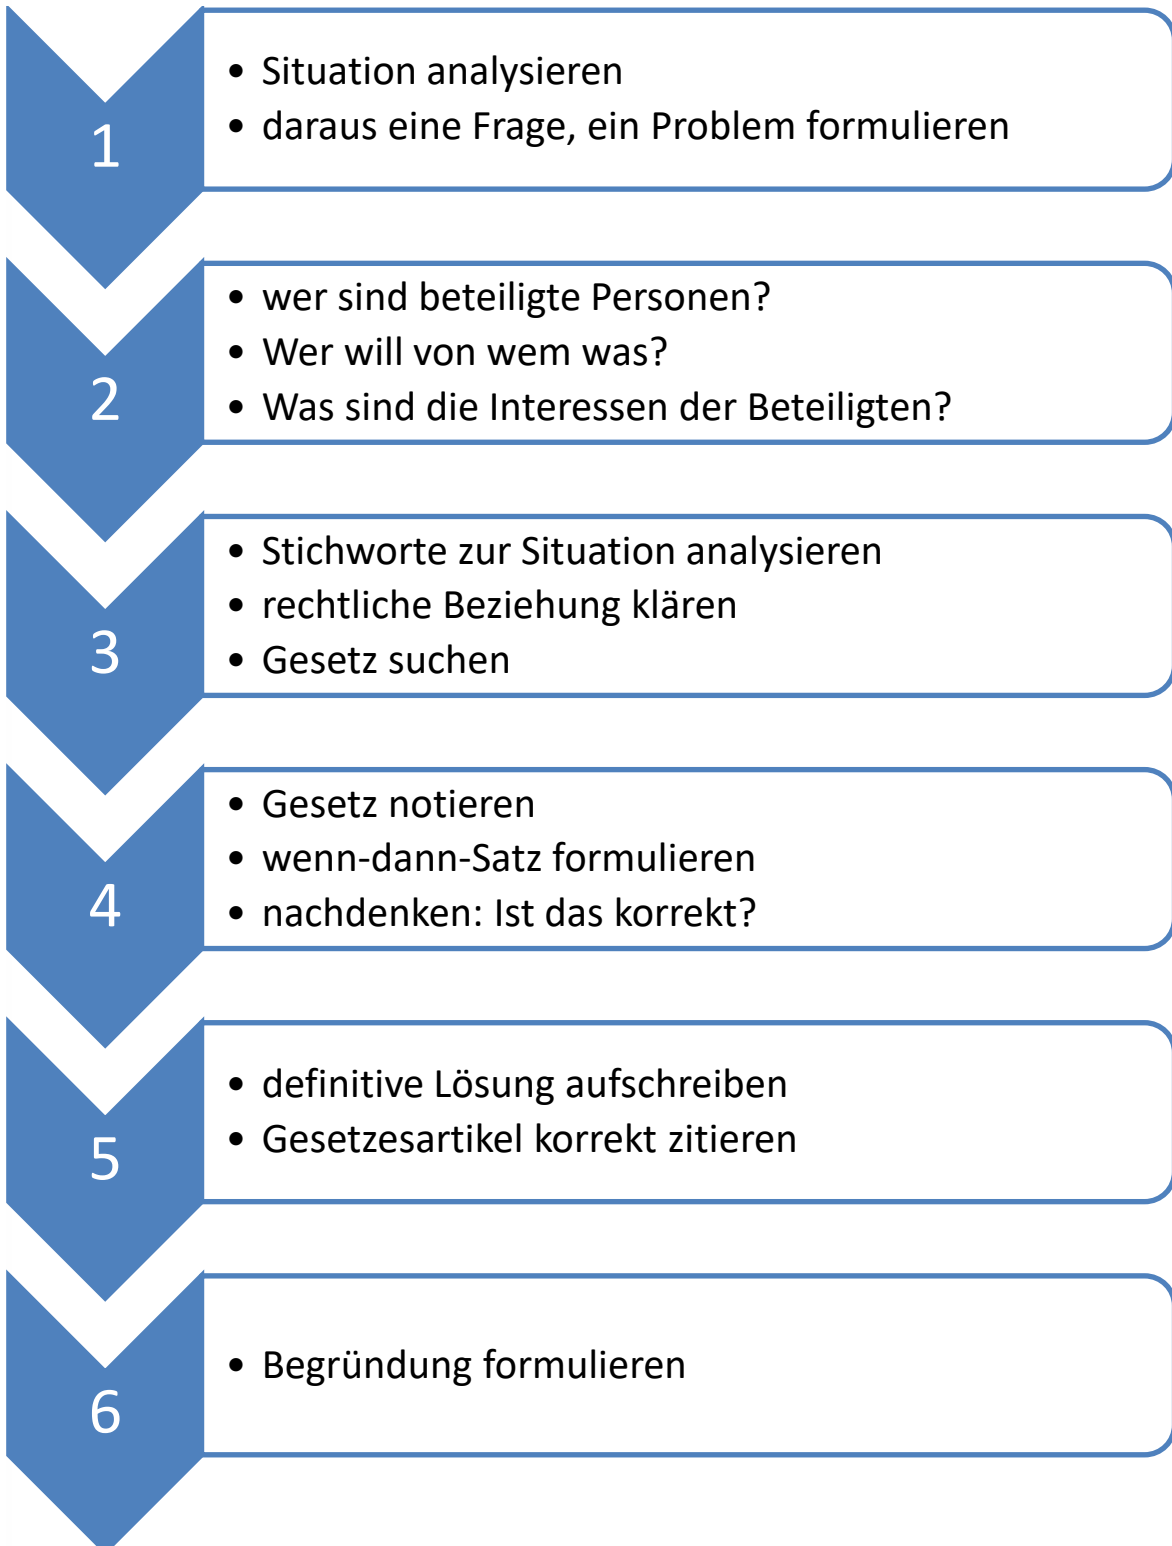 1
• Situation analysieren
• daraus eine Frage, ein Problem formulieren
2
• wer sind beteiligte Personen?
• Wer will von wem was?
• Was sind die Interessen der Beteiligten?
3
• Stichworte zur Situation analysieren
• rechtliche Beziehung klären
• Gesetz suchen
4
• Gesetz notieren
• wenn-dann-Satz formulieren
• nachdenken: Ist das korrekt?
5
• definitive Lösung aufschreiben
• Gesetzesartikel korrekt zitieren
6
• Begründung formulieren